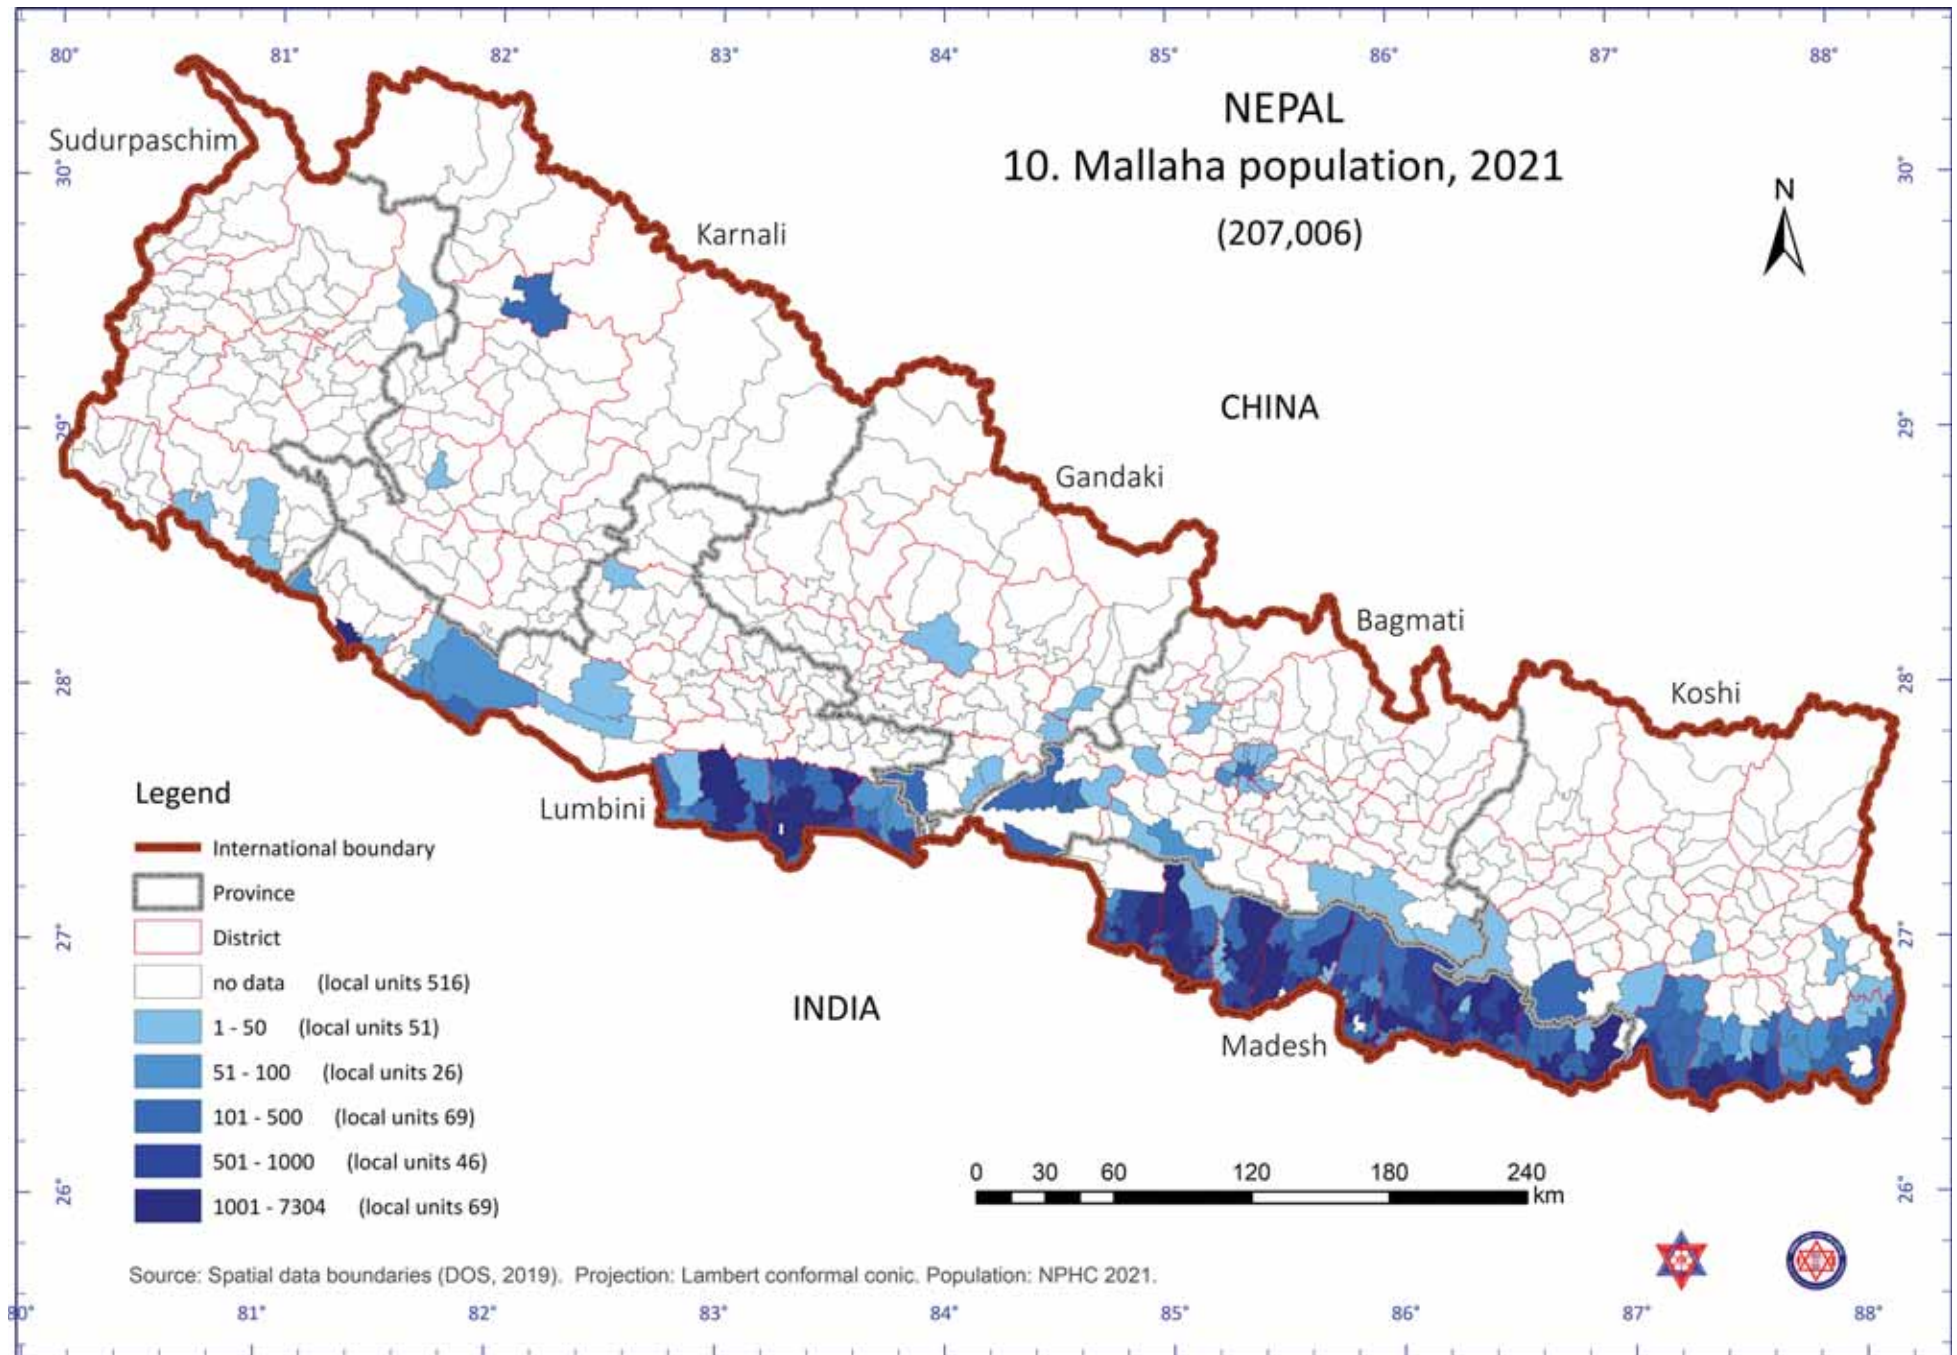 80° 81° 82° 83° 84° 85° 86° 87° 88°
NEPAL
10. Mallaha population, 2021
(207,006)
N
Sudurpaschim
30° 30°
Karnali
CHINA
29° 29°
Gandaki
Bagmati
28° 28°
Koshi
Legend
Lumbini
International boundary
Province
District
27° 27°
no data (local units 516)
INDIA
1 - 50 (local units 51)
Madesh
51 - 100 (local units 26)
101 - 500 (local units 69)
501 - 1000 (local units 46)
0 30 60 120 180 240
km
26° 26°
1001 - 7304 (local units 69)
Source: Spatial data boundaries (DOS, 2019). Projection: Lambert conformal conic. Population: NPHC 2021.
80° 81° 82° 83° 84° 85° 86° 87° 88°